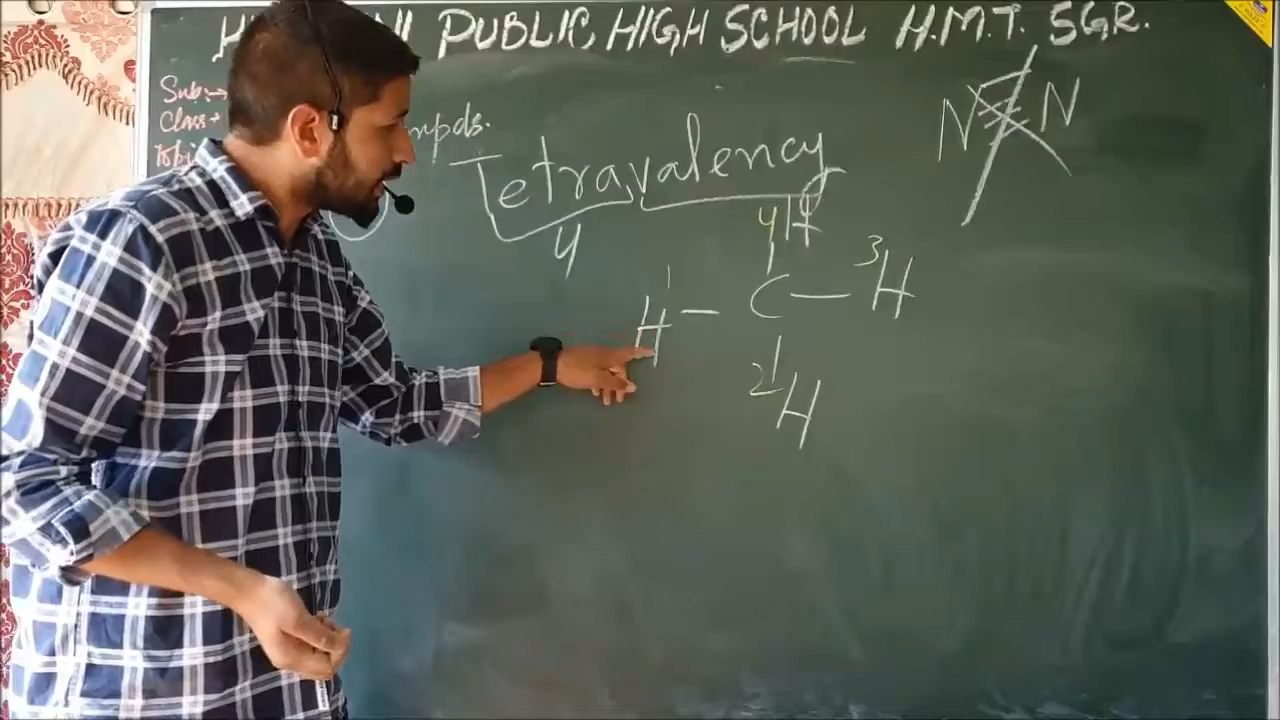 PUBLIC HIGH SCHOOL H.M.T. SGR.
Sub:→
Class→
mpds.
Tetravalency
4
4 H
H 1 — C — H 3
2 H
N N